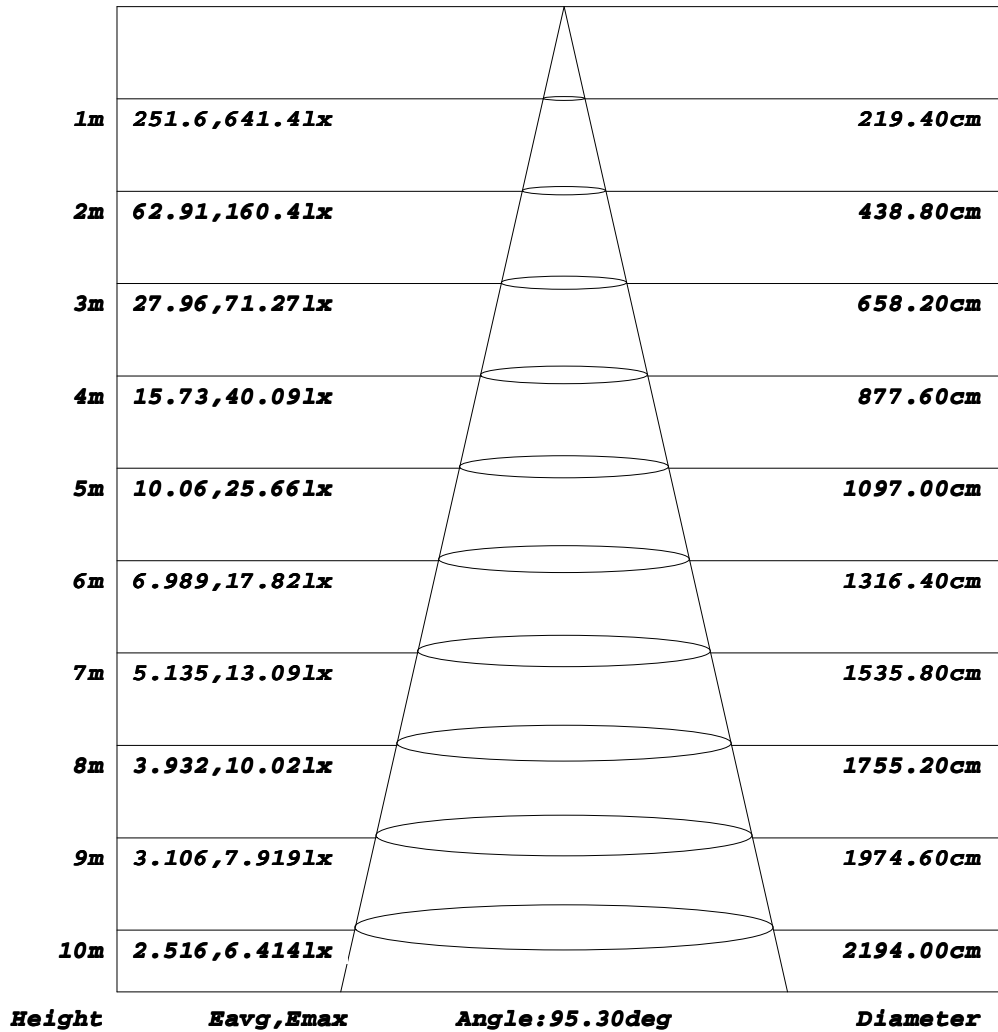 1m 251.6,641.4lx 219.40cm
2m 62.91,160.4lx 438.80cm
3m 27.96,71.27lx 658.20cm
4m 15.73,40.09lx 877.60cm
5m 10.06,25.66lx 1097.00cm
6m 6.989,17.82lx 1316.40cm
7m 5.135,13.09lx 1535.80cm
8m 3.932,10.02lx 1755.20cm
9m 3.106,7.919lx 1974.60cm
10m 2.516,6.414lx 2194.00cm
Height Eavg,Emax Angle:95.30deg Diameter